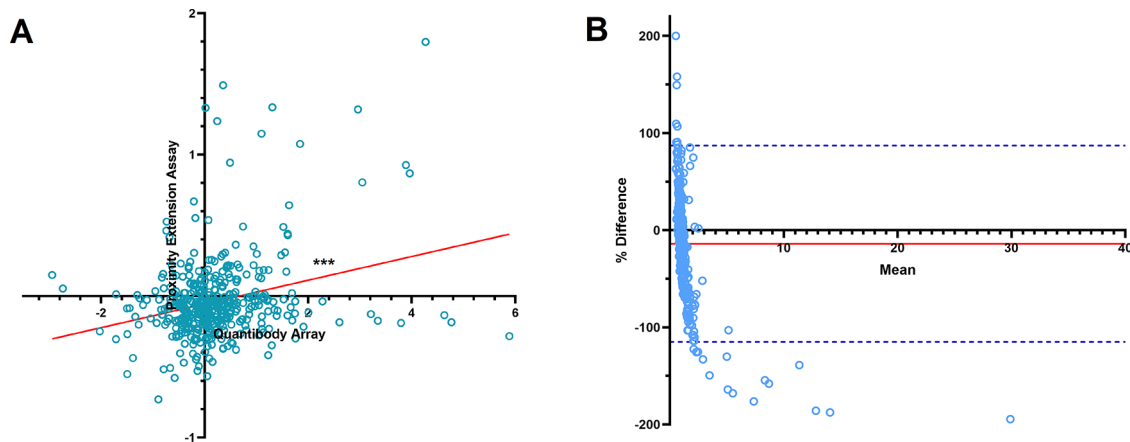 A
2
1
-1
-2
2
4
6
Proximity Extension Assay
Quantibody Array
***
B
200
100
0
-100
-200
10
20
30
40
% Difference
Mean